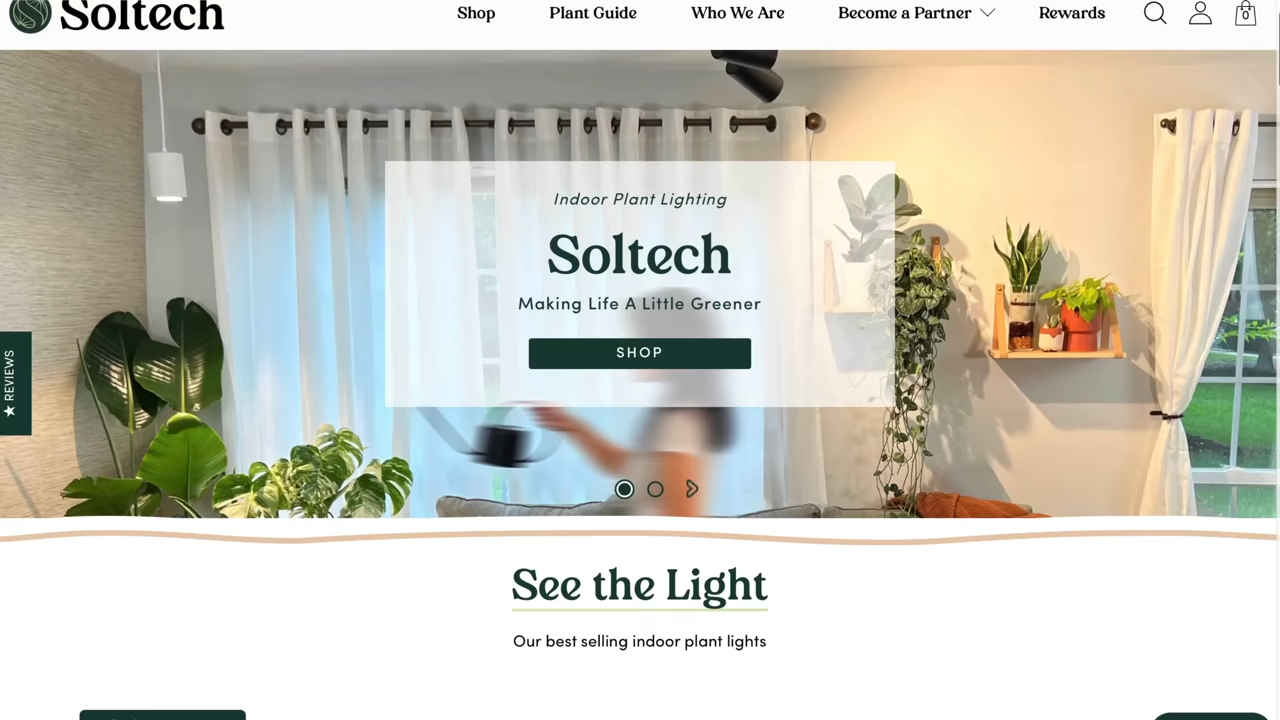 Soltech
Shop
Plant Guide
Who We Are
Become a Partner
Rewards
0
Indoor Plant Lighting
Soltech
Making Life A Little Greener
SHOP
★ REVIEWS
See the Light
Our best selling indoor plant lights